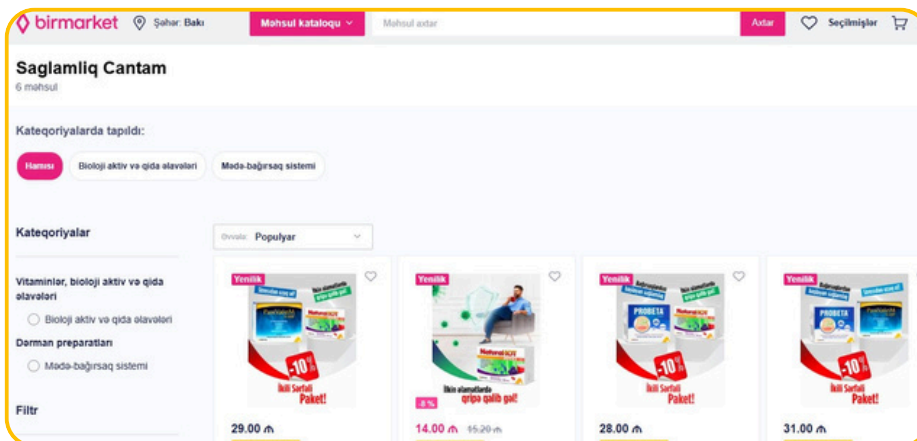 birmarket Şəhər: Bakı Məhsul kataloqu Məhsul axtar Axtar Seçilmişlər
Saglamliq Cantam
6 məhsul
Kateqoriyalarda tapıldı:
Hamısı Bioloji aktiv və qida əlavələri Mədə-bağırsaq sistemi
Kateqoriyalar
Əvvəlcə: Populyar
Vitaminlər, bioloji aktiv və qida əlavələri
Bioloji aktiv və qida əlavələri
Dərman preparatları
Mədə-bağırsaq sistemi
Filtr
Yenilik
-10%
İkili Sərfəli
Paket!
29.00 ₼
Yenilik
İlkin əlamətlərdə
qripə qalib gəl!
-8 %
14.00 ₼ 15.20 ₼
Yenilik
PROBETA
-10%
İkili Sərfəli
Paket!
28.00 ₼
Yenilik
PROBETA
-10
İkili Sərfəli
Paket!
31.00 ₼